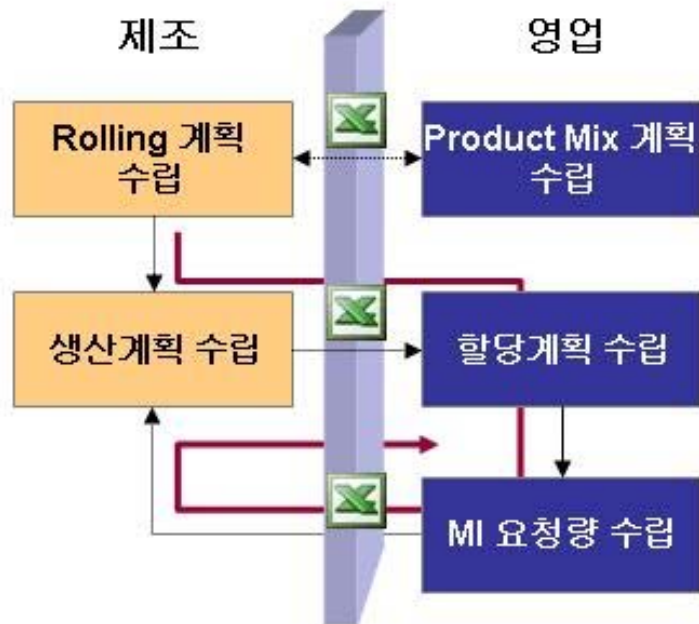 제조
영업
Rolling 계획
수립
Product Mix 계획
수립
생산계획 수립
할당계획 수립
MI 요청량 수립